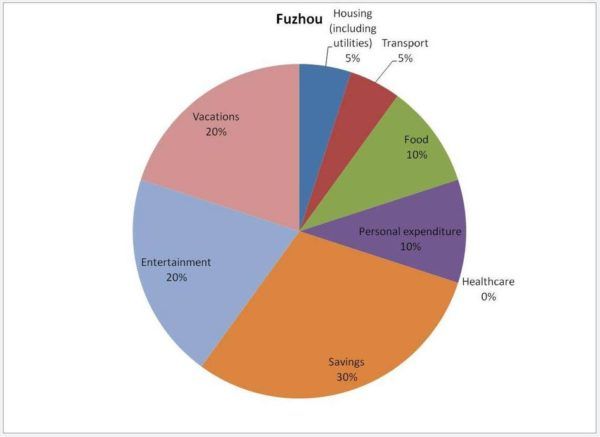 Fuzhou
Housing
(including
utilities)
5%
Transport
5%
Food
10%
Personal expenditure
10%
Healthcare
0%
Savings
30%
Entertainment
20%
Vacations
20%